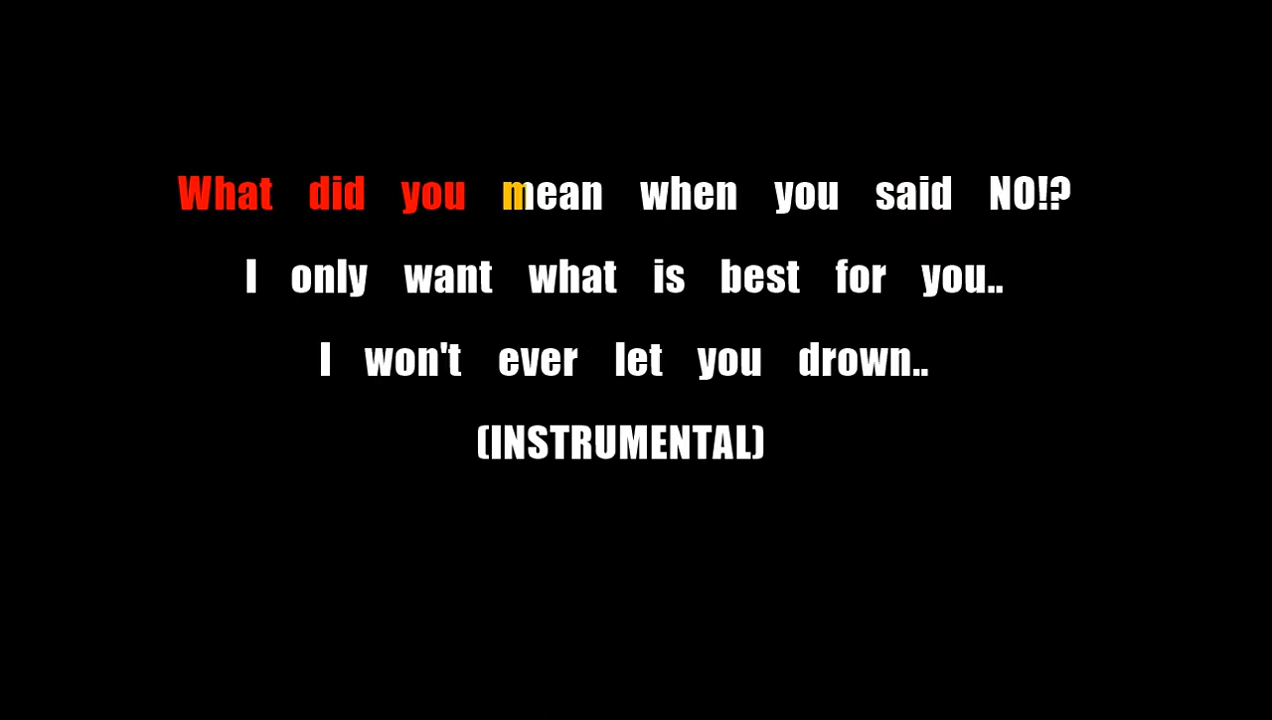 What did you mean when you said NO!?
I only want what is best for you..
I won't ever let you drown..
(INSTRUMENTAL)